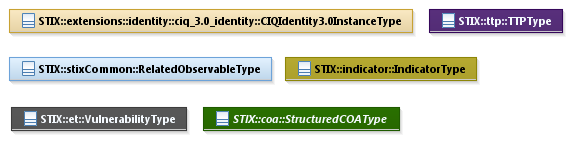 STIX::extensions::identity::ciq_3.0_identity::CIQIdentity3.0InstanceType STIX::ttp::TTPType
STIX::stixCommon::RelatedObservableType STIX::indicator::IndicatorType
STIX::et::VulnerabilityType STIX::coa::StructuredCOAType